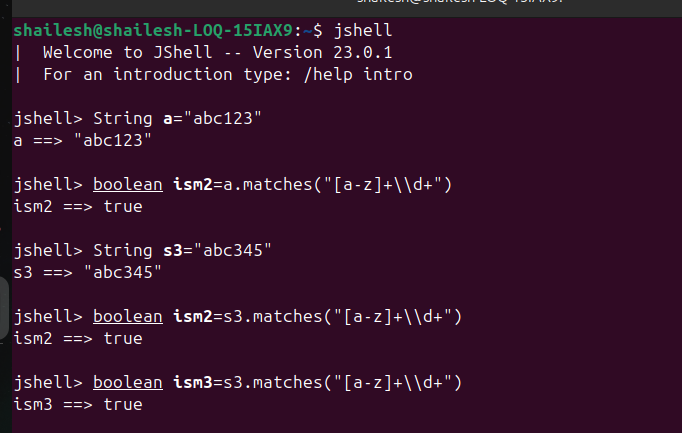 shailesh@shailesh-LOQ-15IAX9:~$ jshell
|  Welcome to JShell -- Version 23.0.1
|  For an introduction type: /help intro
jshell> String a="abc123"
a ==> "abc123"
jshell> boolean ism2=a.matches("[a-z]+\\d+")
ism2 ==> true
jshell> String s3="abc345"
s3 ==> "abc345"
jshell> boolean ism2=s3.matches("[a-z]+\\d+")
ism2 ==> true
jshell> boolean ism3=s3.matches("[a-z]+\\d+")
ism3 ==> true